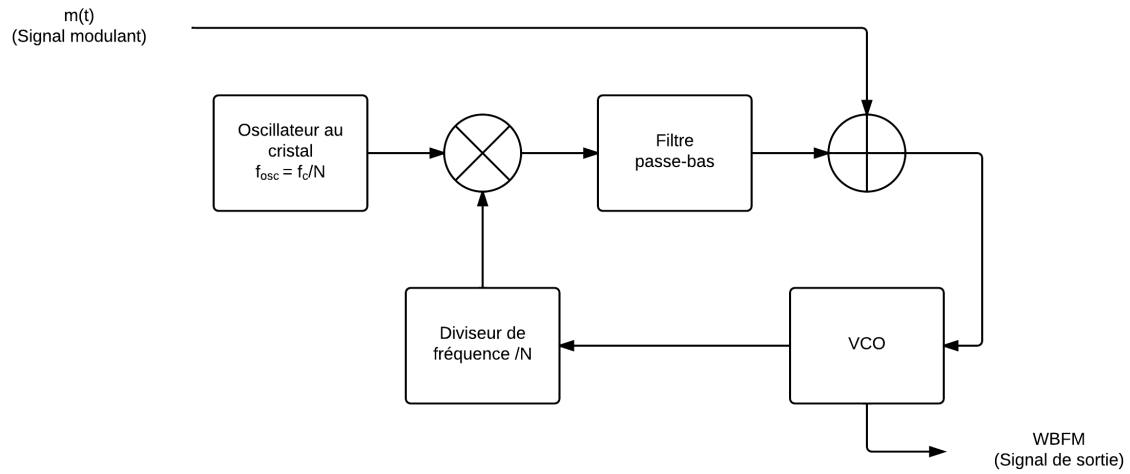 m(t)
(Signal modulant)
Oscillateur au
cristal
fosc = fc/N
Filtre
passe-bas
Diviseur de
fréquence /N
VCO
WBFM
(Signal de sortie)